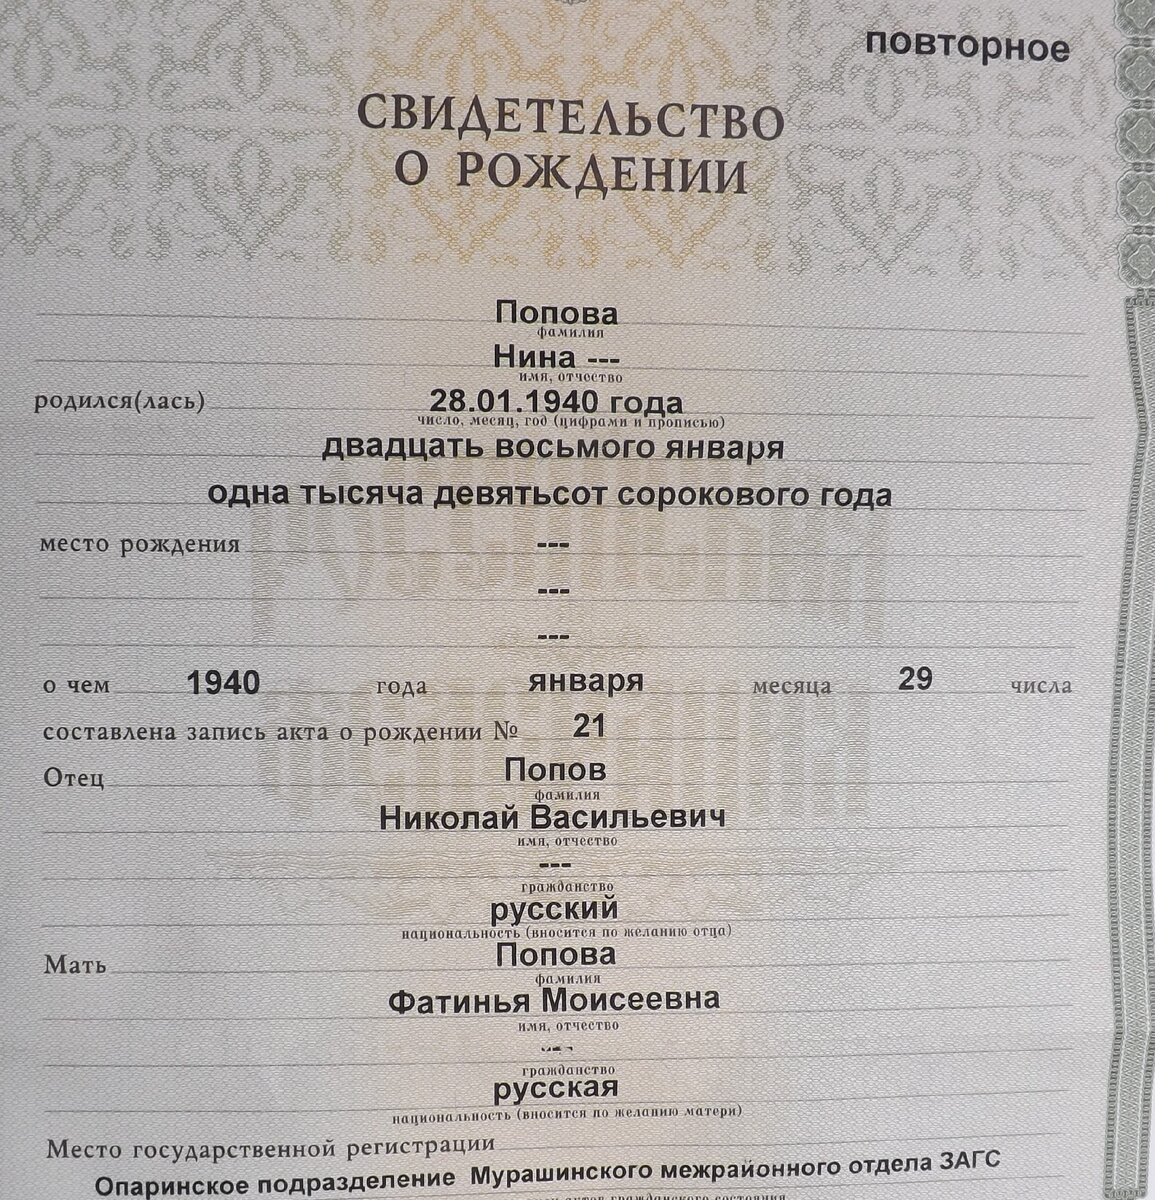 повторное
СВИДЕТЕЛЬСТВО
О РОЖДЕНИИ
Попова
фамилия
Нина ---
имя, отчество
родился(лась) 28.01.1940 года
число, месяц, год (цифрами и прописью)
двадцать восьмого января
одна тысяча девятьсот сорокового года
место рождения ---
---
---
о чем 1940 года января месяца 29 числа
составлена запись акта о рождении № 21
Отец Попов
фамилия
Николай Васильевич
имя, отчество
---
гражданство
русский
национальность (вносится по желанию отца)
Мать Попова
фамилия
Фатинья Моисеевна
имя, отчество
---
гражданство
русская
национальность (вносится по желанию матери)
Место государственной регистрации
Опаринское подразделение Мурашинского межрайонного отдела ЗАГС
актов гражданского состояния